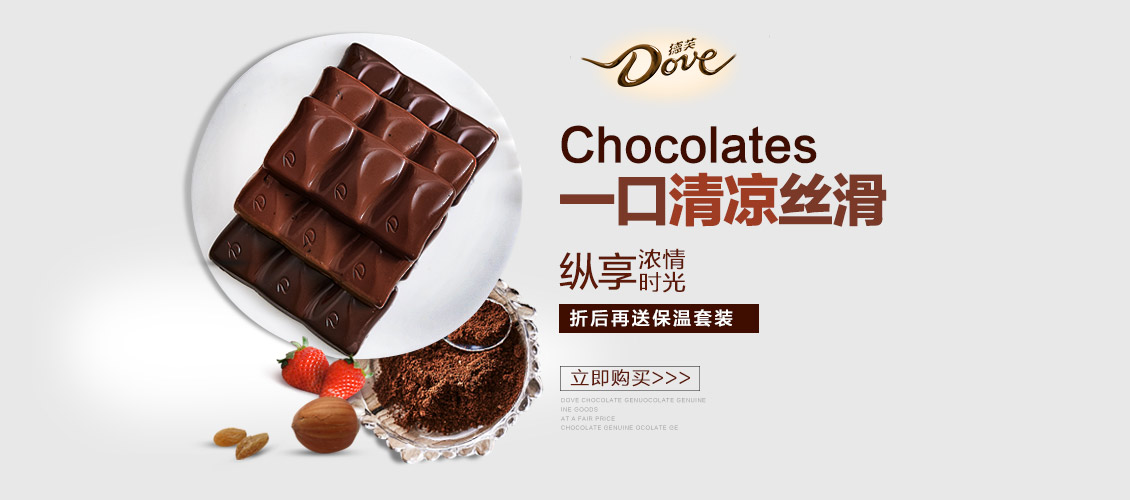 德芙
Dove
Chocolates
一口清凉丝滑
纵享浓情时光
折后再送保温套装
立即购买>>>
DOVE CHOCOLATE GENUOCOLATE GENUINE
INE GOODS
AT A FAIR PRICE
CHOCOLATE GENUINE OCOLATE GE